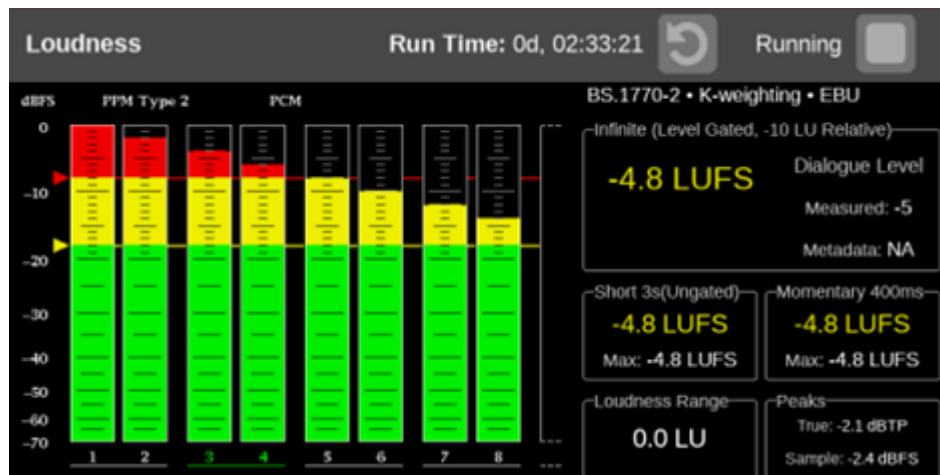 Loudness
Run Time: 0d, 02:33:21
Running
dBFS PPM Type 2 PCM
0
-10
-20
-30
-40
-50
-60
-70
1 2 3 4 5 6 7 8
BS.1770-2 • K-weighting • EBU
Infinite (Level Gated, -10 LU Relative)
-4.8 LUFS
Dialogue Level
Measured: -5
Metadata: NA
Short 3s(Ungated)
-4.8 LUFS
Max: -4.8 LUFS
Momentary 400ms
-4.8 LUFS
Max: -4.8 LUFS
Loudness Range
0.0 LU
Peaks
True: -2.1 dBTP
Sample: -2.4 dBFS